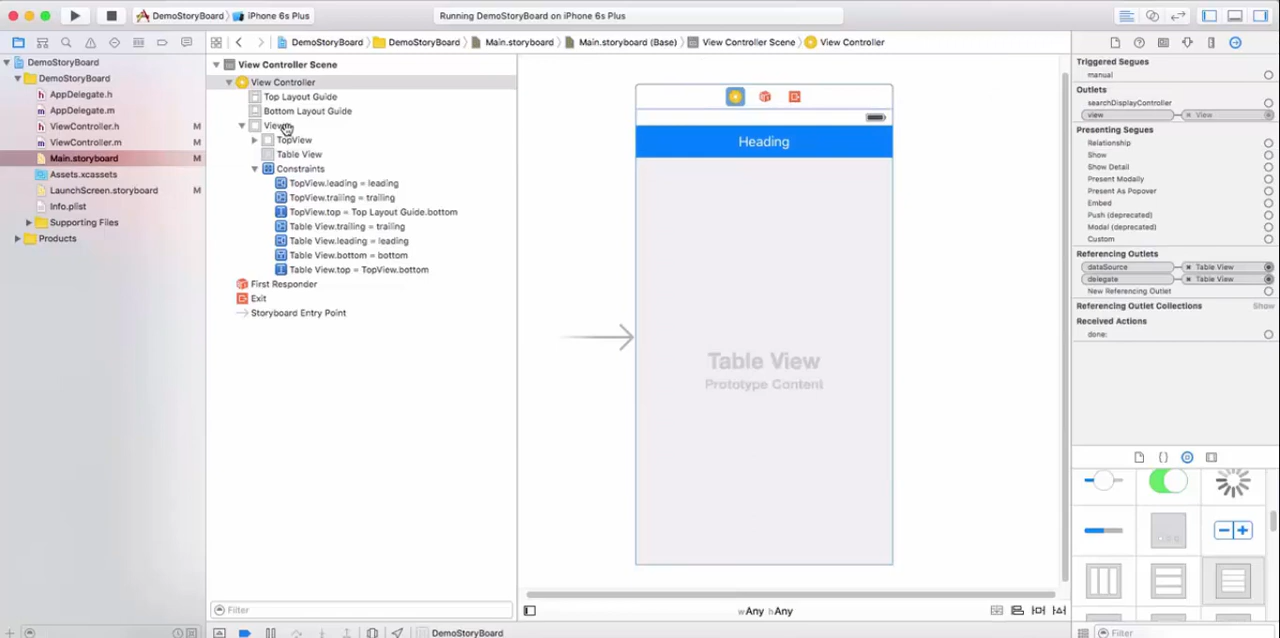 DemoStoryBoard iPhone 6s Plus
Running DemoStoryBoard on iPhone 6s Plus
DemoStoryBoard DemoStoryBoard Main.storyboard Main.storyboard (Base) View Controller Scene View Controller
DemoStoryBoard
DemoStoryBoard
AppDelegate.h
AppDelegate.m
ViewController.h M
ViewController.m M
Main.storyboard M
Assets.xcassets
LaunchScreen.storyboard M
Info.plist
Supporting Files
Products
View Controller Scene
View Controller
Top Layout Guide
Bottom Layout Guide
View
TopView
Table View
Constraints
TopView.leading = leading
TopView.trailing = trailing
TopView.top = Top Layout Guide.bottom
Table View.trailing = trailing
Table View.leading = leading
Table View.bottom = bottom
Table View.top = TopView.bottom
First Responder
Exit
Storyboard Entry Point
Filter
Heading
Table View
Prototype Content
wAny hAny
DemoStoryBoard
Triggered Segues
manual
Outlets
searchDisplayController
view View
Presenting Segues
Relationship
Show
Show Detail
Present Modally
Present As Popover
Embed
Push (deprecated)
Modal (deprecated)
Custom
Referencing Outlets
dataSource Table View
delegate Table View
New Referencing Outlet
Referencing Outlet Collections Show
Received Actions
done:
Filter